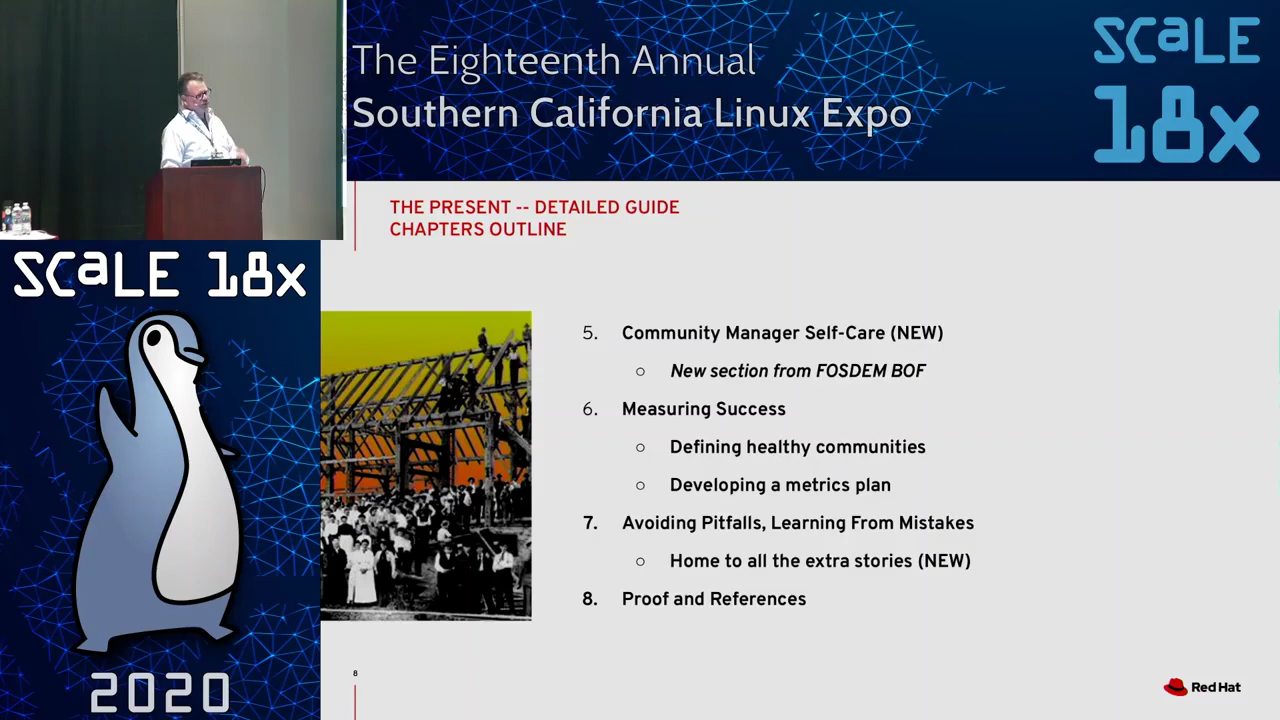 The Eighteenth Annual
Southern California Linux Expo
SCaLE
18x
SCaLE 18x
2020
THE PRESENT -- DETAILED GUIDE
CHAPTERS OUTLINE
5. Community Manager Self-Care (NEW)
○ New section from FOSDEM BOF
6. Measuring Success
○ Defining healthy communities
○ Developing a metrics plan
7. Avoiding Pitfalls, Learning From Mistakes
○ Home to all the extra stories (NEW)
8. Proof and References
8
Red Hat